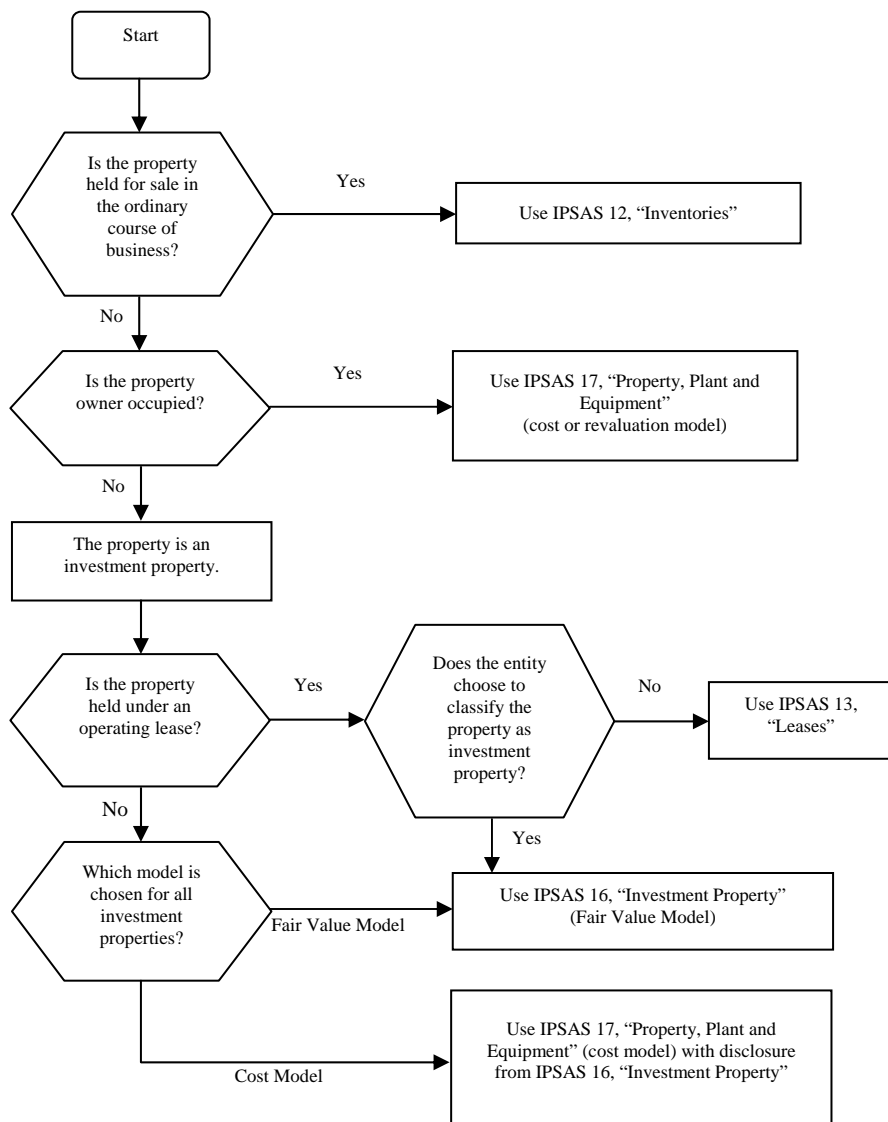 Start
Is the property
held for sale in
the ordinary
course of
business?
Yes
Use IPSAS 12, “Inventories”
No
Is the property
owner occupied?
Yes
Use IPSAS 17, “Property, Plant and
Equipment”
(cost or revaluation model)
No
The property is an
investment property.
Is the property
held under an
operating lease?
Yes
Does the entity
choose to
classify the
property as
investment
property?
No
Use IPSAS 13,
“Leases”
No
Yes
Which model is
chosen for all
investment
properties?
Fair Value Model
Use IPSAS 16, “Investment Property”
(Fair Value Model)
Cost Model
Use IPSAS 17, “Property, Plant and
Equipment” (cost model) with disclosure
from IPSAS 16, “Investment Property”